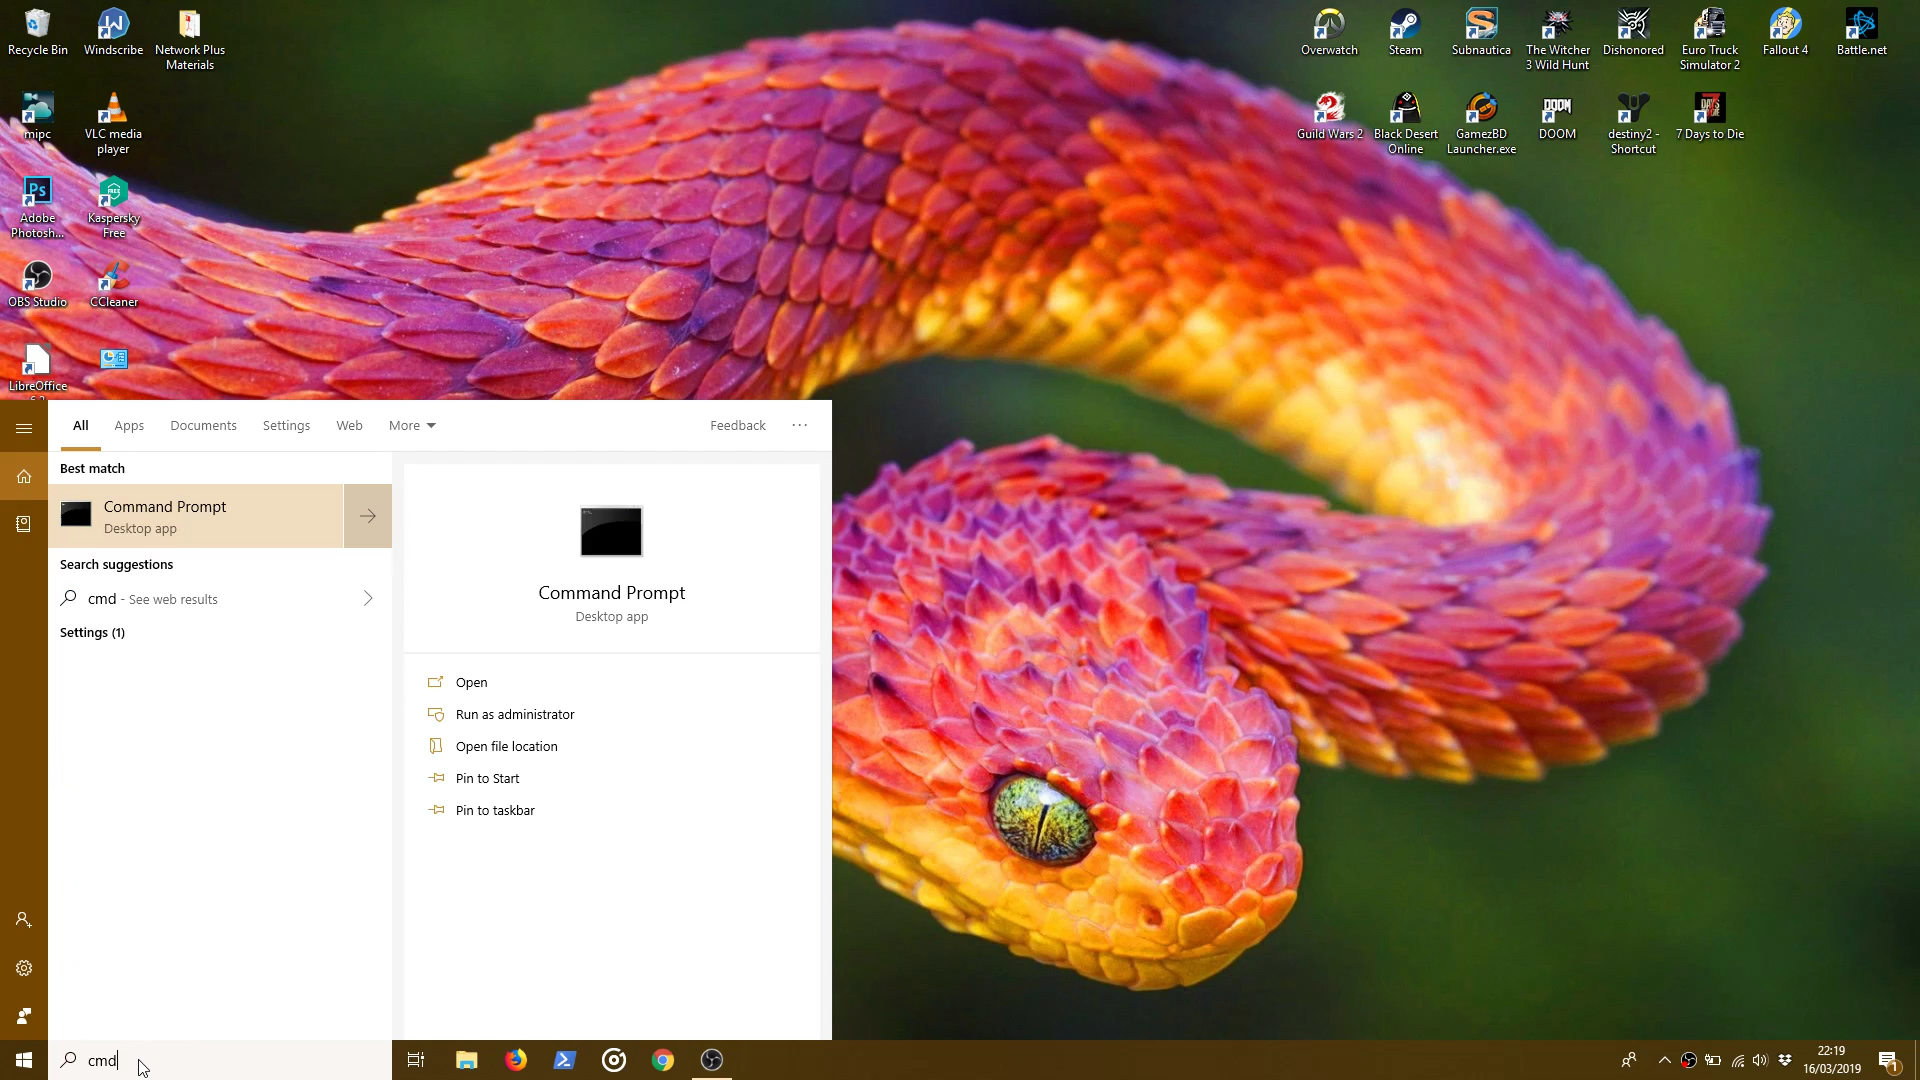 Recycle Bin
Windscribe
Network Plus
Materials
Overwatch
Steam
Subnautica
The Witcher
3 Wild Hunt
Dishonored
Euro Truck
Simulator 2
Fallout 4
Battle.net
mipc
VLC media
player
Guild Wars 2
Black Desert
Online
GamezBD
Launcher.exe
DOOM
DOOM
destiny2 -
Shortcut
7 Days to Die
Ps
Adobe
Photosh...
FREE
Kaspersky
Free
OBS Studio
CCleaner
LibreOffice
All
Apps
Documents
Settings
Web
More
Feedback
...
Best match
Command Prompt
Desktop app
Search suggestions
cmd - See web results
Settings (1)
Command Prompt
Desktop app
Open
Run as administrator
Open file location
Pin to Start
Pin to taskbar
cmd
22:19
16/03/2019
1